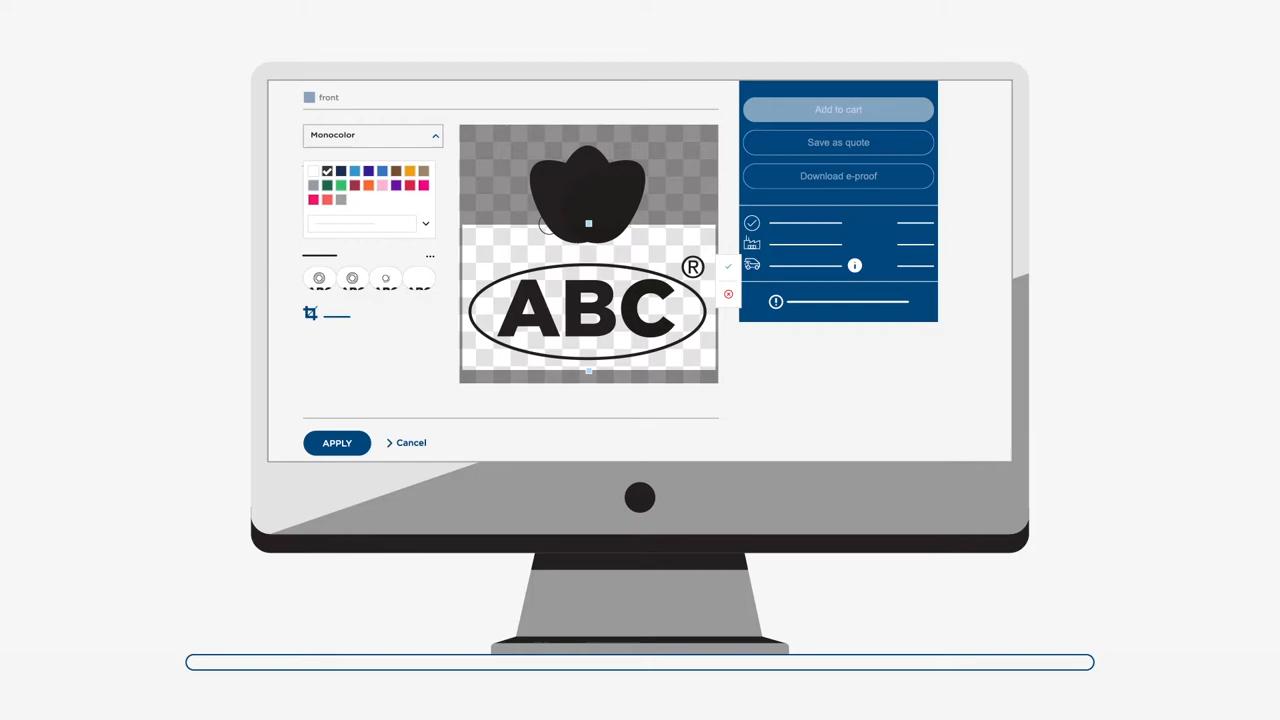 front
Monocolor
APPLY
Cancel
®
ABC
Add to cart
Save as quote
Download e-proof